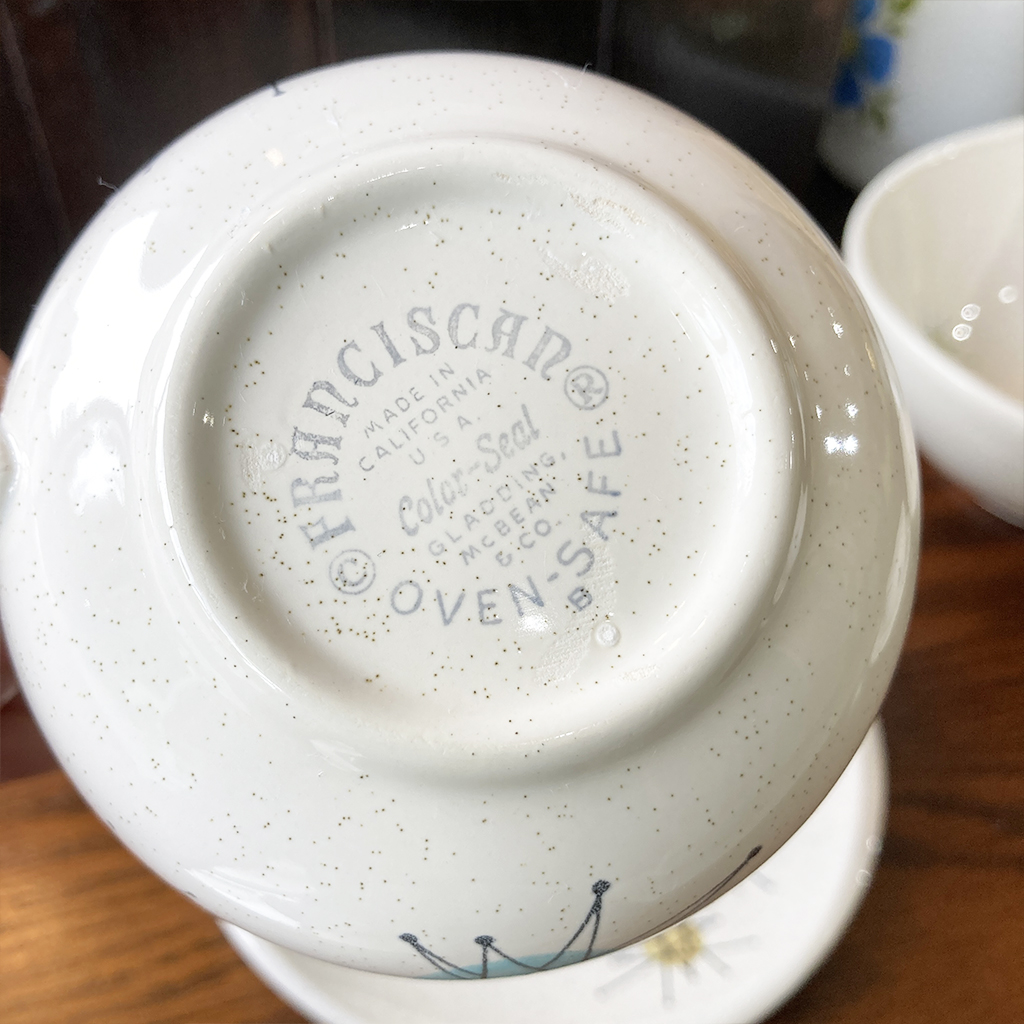 FRANCISCAN®
MADE IN
CALIFORNIA
U S A
Color-Seal
GLADDING,
McBEAN
& CO.
© OVEN-SAFE
B